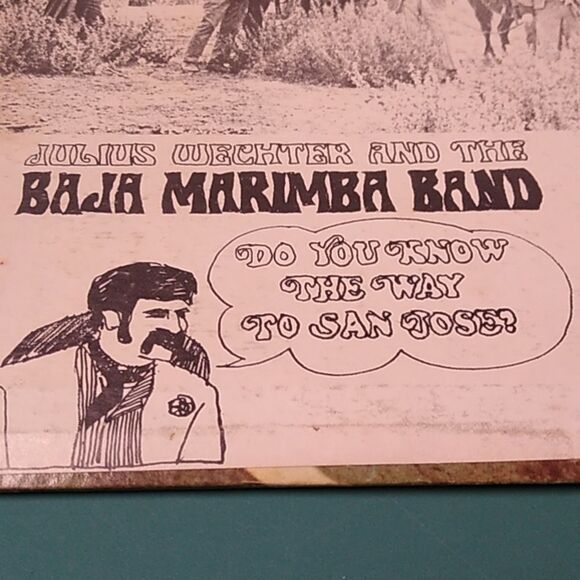 JULIUS WECHTER AND THE
BAJA MARIMBA BAND
DO YOU KNOW
THE WAY
TO SAN JOSE?